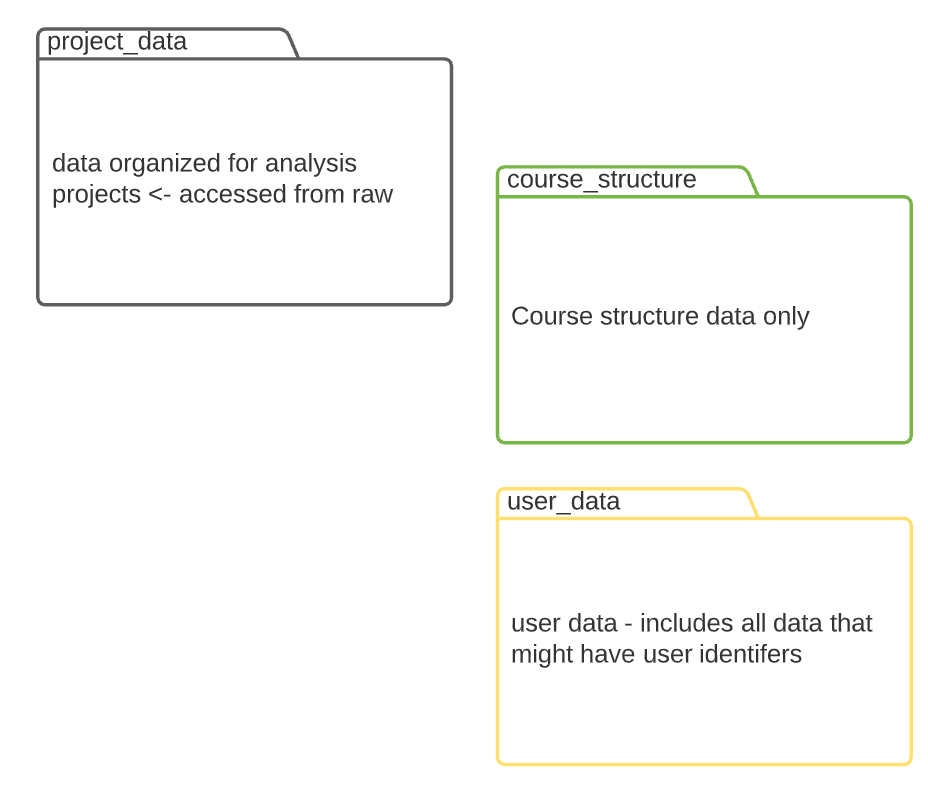 project_data
data organized for analysis
projects <- accessed from raw
course_structure
Course structure data only
user_data
user data - includes all data that
might have user identifers